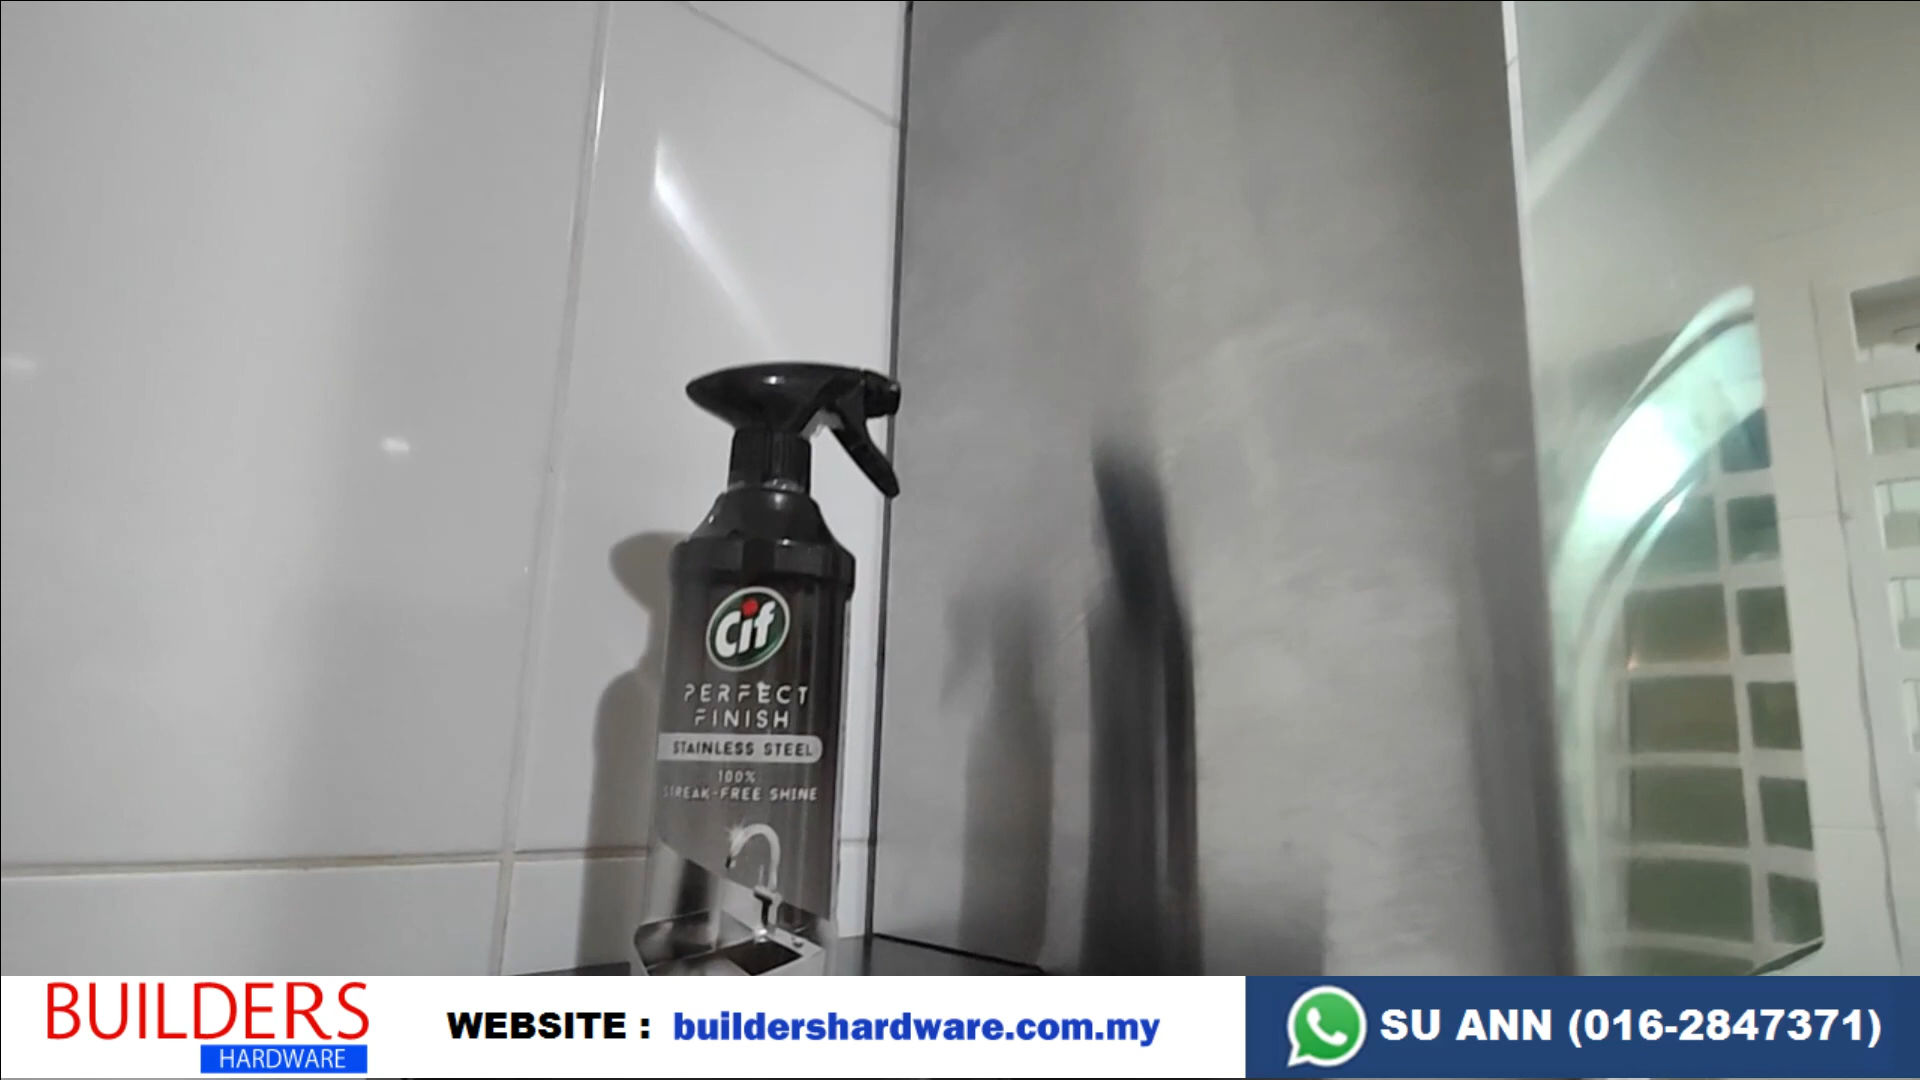 Cif
PERFECT
FINISH
STAINLESS STEEL
100%
STREAK-FREE SHINE
BUILDERS
HARDWARE
WEBSITE : buildershardware.com.my
SU ANN (016-2847371)